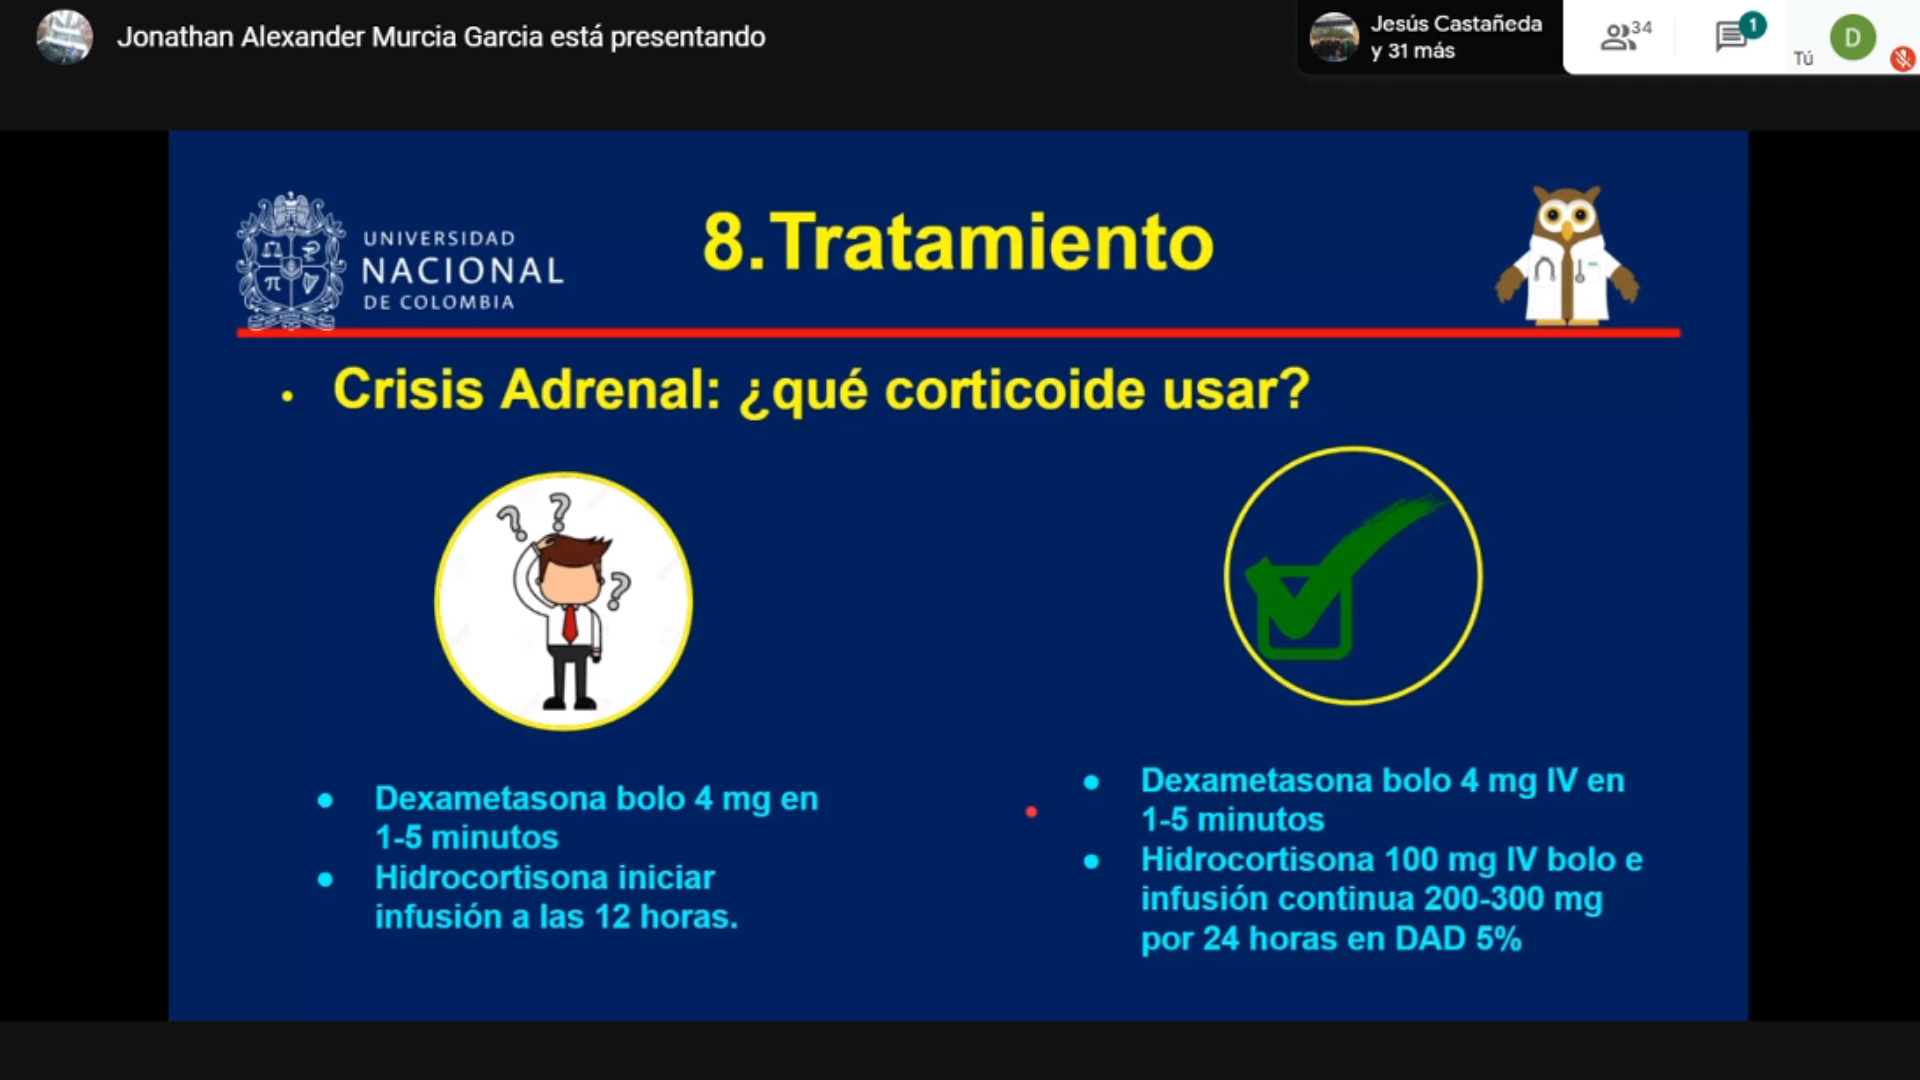 Jonathan Alexander Murcia Garcia está presentando
Jesús Castañeda
y 31 más
34
1
Tú
D
UNIVERSIDAD
NACIONAL
DE COLOMBIA
8.Tratamiento
• Crisis Adrenal: ¿qué corticoide usar?
? ? ?
● Dexametasona bolo 4 mg en
1-5 minutos
● Hidrocortisona iniciar
infusión a las 12 horas.
● Dexametasona bolo 4 mg IV en
1-5 minutos
● Hidrocortisona 100 mg IV bolo e
infusión continua 200-300 mg
por 24 horas en DAD 5%